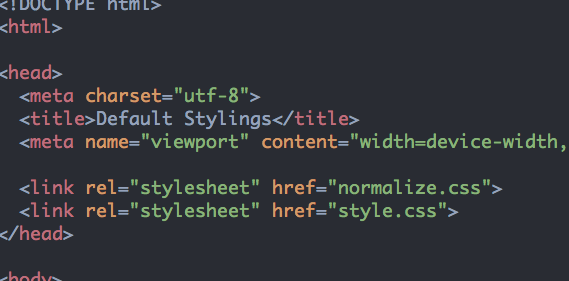 <!DOCTYPE html>
<html>
<head>
<meta charset="utf-8">
<title>Default Stylings</title>
<meta name="viewport" content="width=device-width,
<link rel="stylesheet" href="normalize.css">
<link rel="stylesheet" href="style.css">
</head>
<body>